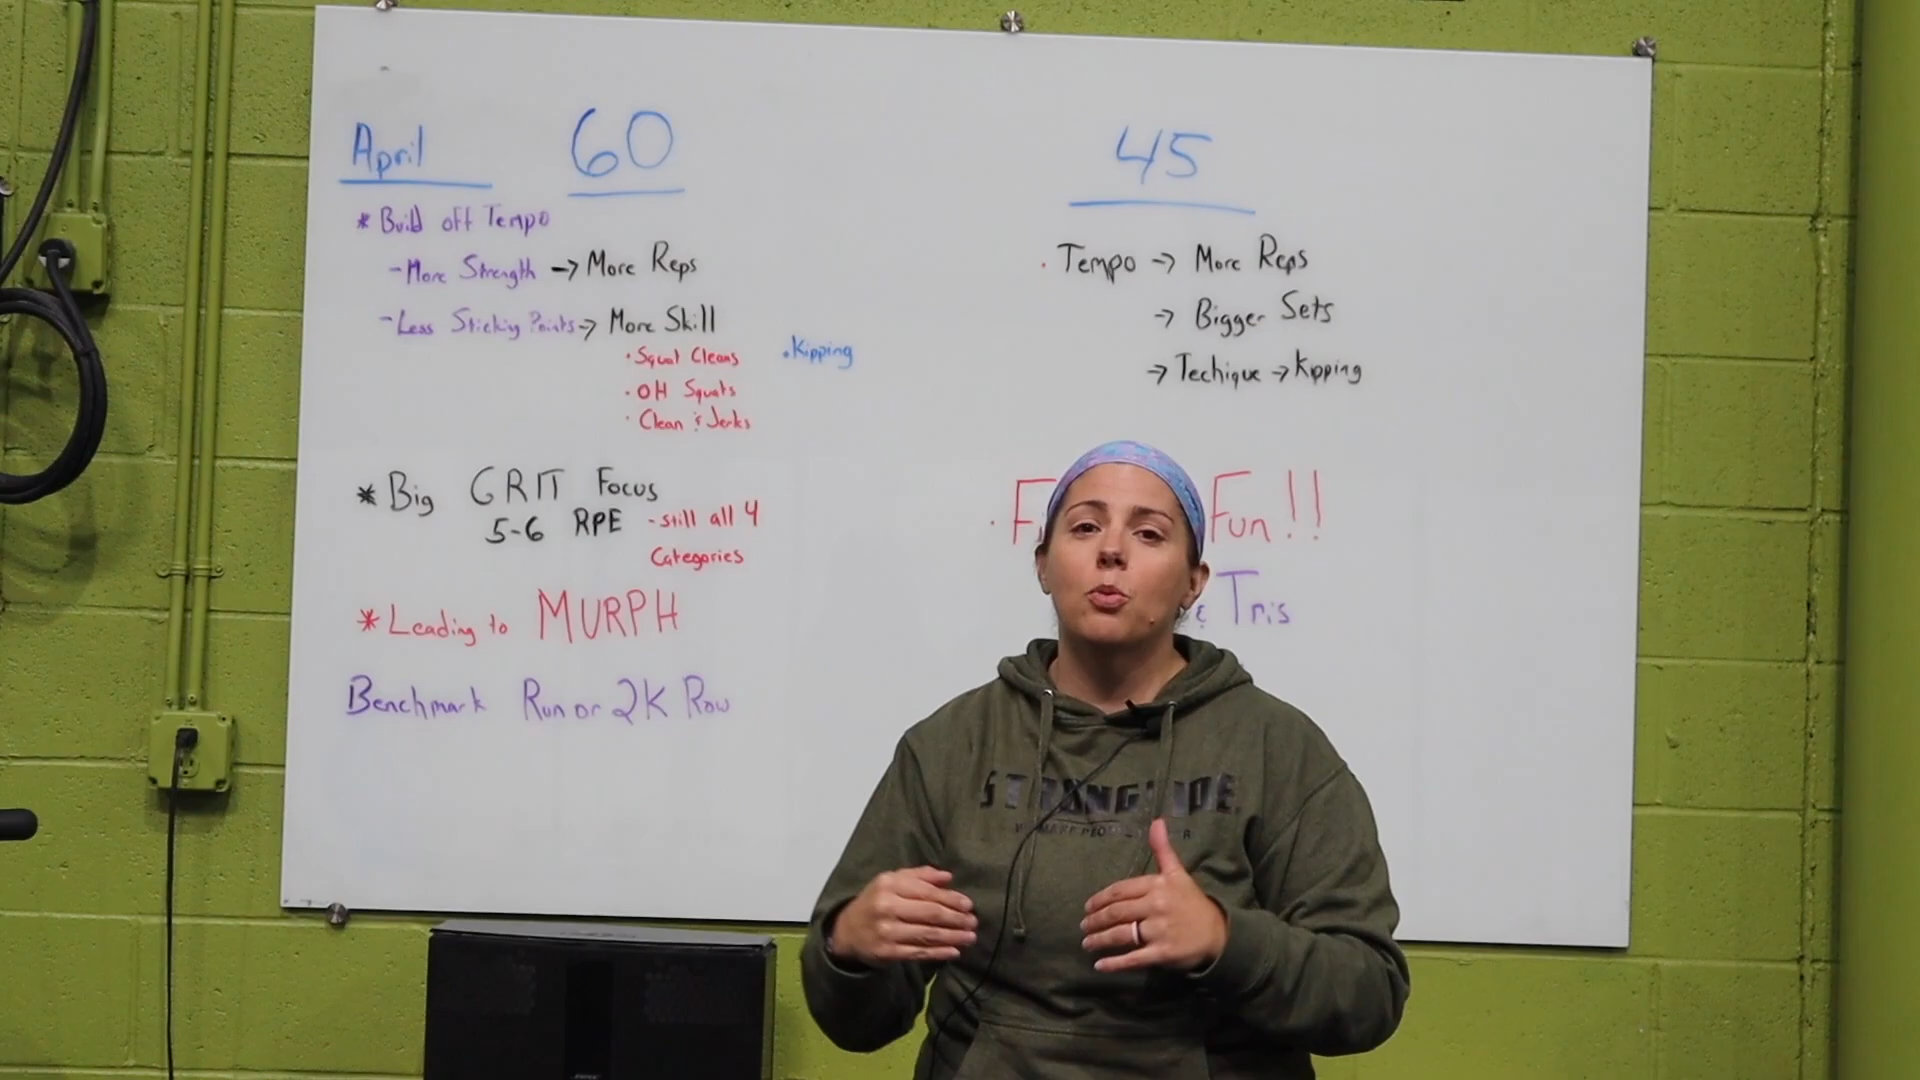 April 60
* Build off Tempo
- More Strength -> More Reps
- Less Sticking Points -> More Skill
• Squat Cleans • Kipping
• OH Squats
• Clean & Jerks
* Big GRIT Focus
5-6 RPE - still all 4
Categories
* Leading to MURPH
Benchmark Run or 2K Row
45
• Tempo -> More Reps
-> Bigger Sets
-> Techique -> Kipping
Fun!!
& Tris